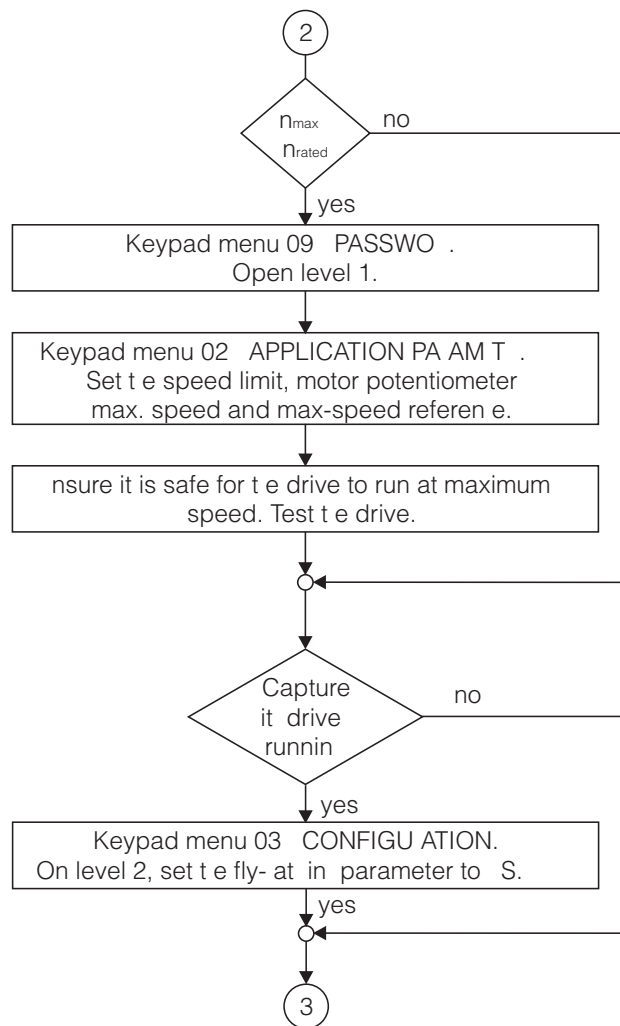 2
nmax
nrated
no
yes
Keypad menu 09 PASSWO .
Open level 1.
Keypad menu 02 APPLICATION PA AM T .
Set t e speed limit, motor potentiometer
max. speed and max-speed referen e.
nsure it is safe for t e drive to run at maximum
speed. Test t e drive.
Capture
it drive
runnin
no
yes
Keypad menu 03 CONFIGU ATION.
On level 2, set t e fly- at in parameter to S.
yes
3